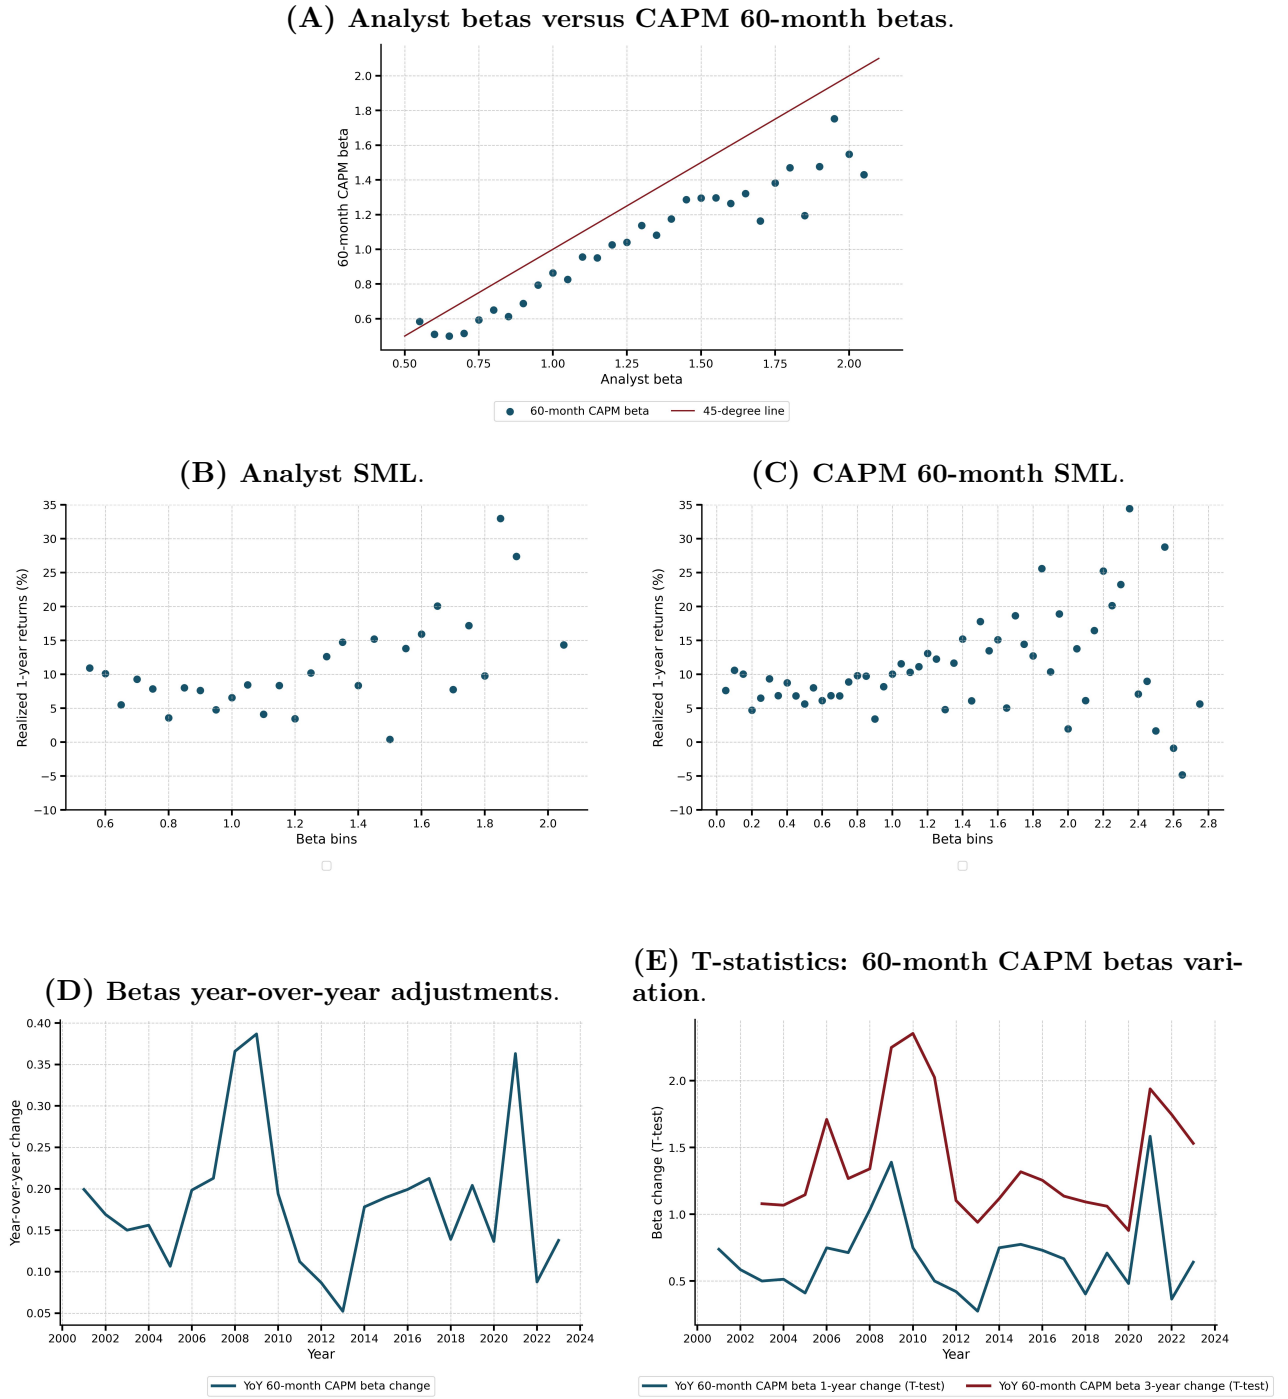 (A) Analyst betas versus CAPM 60-month betas.
60-month CAPM beta
2.0
1.8
1.6
1.4
1.2
1.0
0.8
0.6
0.50 0.75 1.00 1.25 1.50 1.75 2.00
Analyst beta
60-month CAPM beta 45-degree line
(B) Analyst SML.
Realized 1-year returns (%)
35
30
25
20
15
10
5
0
−5
−10
0.6 0.8 1.0 1.2 1.4 1.6 1.8 2.0
Beta bins
(C) CAPM 60-month SML.
Realized 1-year returns (%)
35
30
25
20
15
10
5
0
−5
−10
0.0 0.2 0.4 0.6 0.8 1.0 1.2 1.4 1.6 1.8 2.0 2.2 2.4 2.6 2.8
Beta bins
(D) Betas year-over-year adjustments.
Year-over-year change
0.40
0.35
0.30
0.25
0.20
0.15
0.10
0.05
2000 2002 2004 2006 2008 2010 2012 2014 2016 2018 2020 2022 2024
Year
YoY 60-month CAPM beta change
(E) T-statistics: 60-month CAPM betas vari-
ation.
Beta change (T-test)
2.0
1.5
1.0
0.5
2000 2002 2004 2006 2008 2010 2012 2014 2016 2018 2020 2022 2024
Year
YoY 60-month CAPM beta 1-year change (T-test) YoY 60-month CAPM beta 3-year change (T-test)